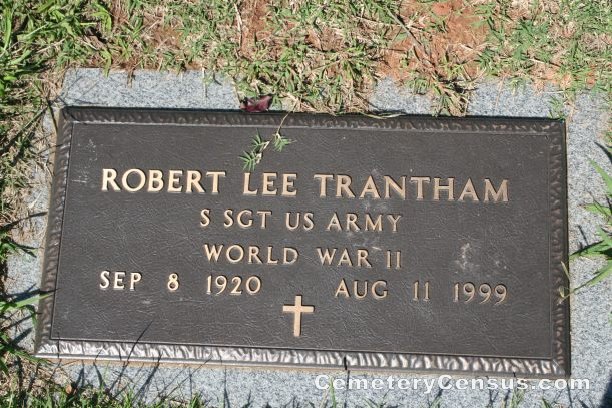 ROBERT LEE TRANTHAM
S SGT US ARMY
WORLD WAR II
SEP 8 1920 AUG 11 1999
CemeteryCensus.com